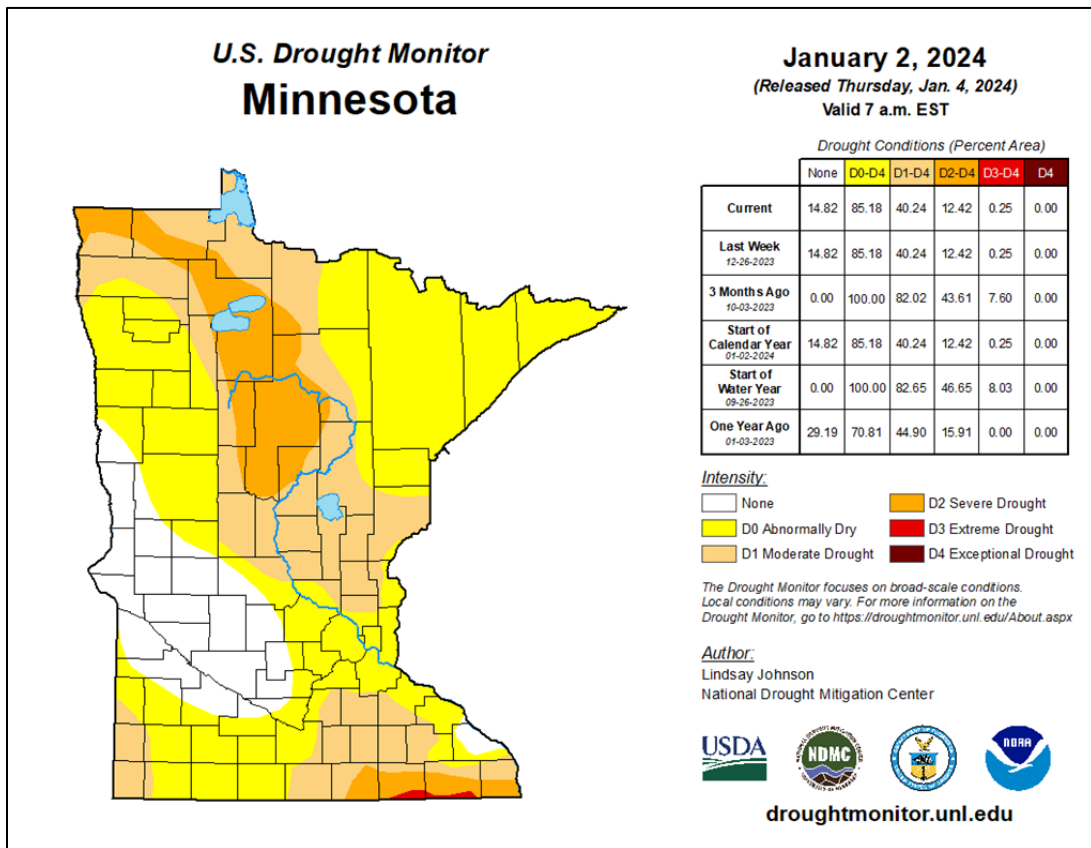 U.S. Drought Monitor
Minnesota
January 2, 2024
(Released Thursday, Jan. 4, 2024)
Valid 7 a.m. EST
Drought Conditions (Percent Area)
None D0-D4 D1-D4 D2-D4 D3-D4 D4
Current 14.82 85.18 40.24 12.42 0.25 0.00
Last Week 12-26-2023 14.82 85.18 40.24 12.42 0.25 0.00
3 Months Ago 10-03-2023 0.00 100.00 82.02 43.61 7.60 0.00
Start of Calendar Year 01-02-2024 14.82 85.18 40.24 12.42 0.25 0.00
Start of Water Year 09-26-2023 0.00 100.00 82.65 46.65 8.03 0.00
One Year Ago 01-03-2023 29.19 70.81 44.90 15.91 0.00 0.00
Intensity:
None
D0 Abnormally Dry
D1 Moderate Drought
D2 Severe Drought
D3 Extreme Drought
D4 Exceptional Drought
The Drought Monitor focuses on broad-scale conditions.
Local conditions may vary. For more information on the
Drought Monitor, go to https://droughtmonitor.unl.edu/About.aspx
Author:
Lindsay Johnson
National Drought Mitigation Center
USDA
NDMC
NOAA
droughtmonitor.unl.edu